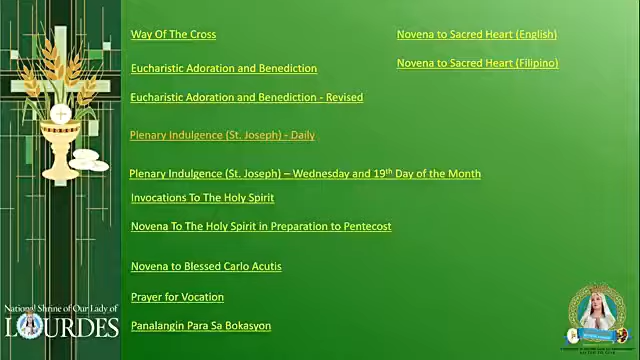 Way Of The Cross
Eucharistic Adoration and Benediction
Eucharistic Adoration and Benediction - Revised
Plenary Indulgence (St. Joseph) - Daily
Plenary Indulgence (St. Joseph) – Wednesday and 19th Day of the Month
Invocations To The Holy Spirit
Novena To The Holy Spirit in Preparation to Pentecost
Novena to Blessed Carlo Acutis
Prayer for Vocation
Panalangin Para Sa Bokasyon
Novena to Sacred Heart (English)
Novena to Sacred Heart (Filipino)
National Shrine of Our Lady of
LOURDES